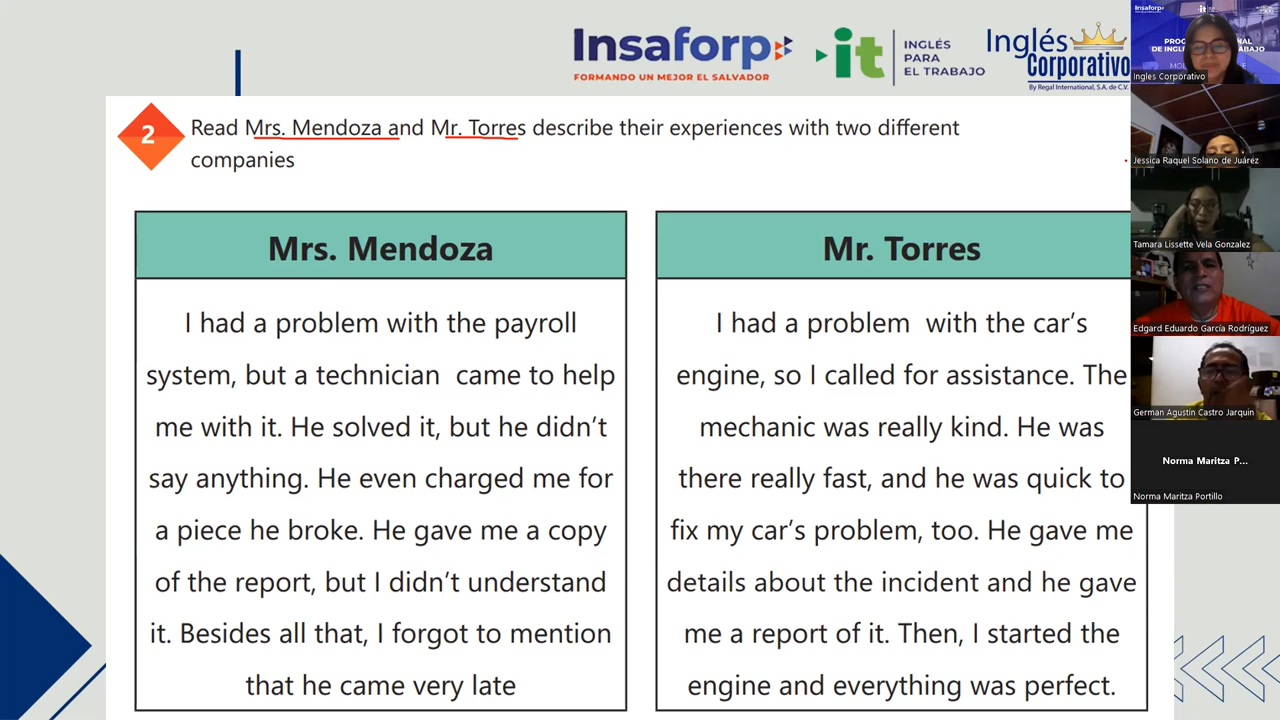 Insaforp
FORMANDO UN MEJOR EL SALVADOR
it
INGLÉS
PARA
EL TRABAJO
Inglés
Corporativo
By Regal International, S.A. de C.V.
2
Read Mrs. Mendoza and Mr. Torres describe their experiences with two different
companies
Mrs. Mendoza
I had a problem with the payroll
system, but a technician came to help
me with it. He solved it, but he didn't
say anything. He even charged me for
a piece he broke. He gave me a copy
of the report, but I didn't understand
it. Besides all that, I forgot to mention
that he came very late
Mr. Torres
I had a problem with the car's
engine, so I called for assistance. The
mechanic was really kind. He was
there really fast, and he was quick to
fix my car's problem, too. He gave me
details about the incident and he gave
me a report of it. Then, I started the
engine and everything was perfect.
Insaforp
it
Ingles Corporativo
Jessica Raquel Solano de Juárez
Tamara Lissette Vela Gonzalez
Edgard Eduardo García Rodríguez
German Agustin Castro Jarquin
Norma Maritza P...
Norma Maritza Portillo